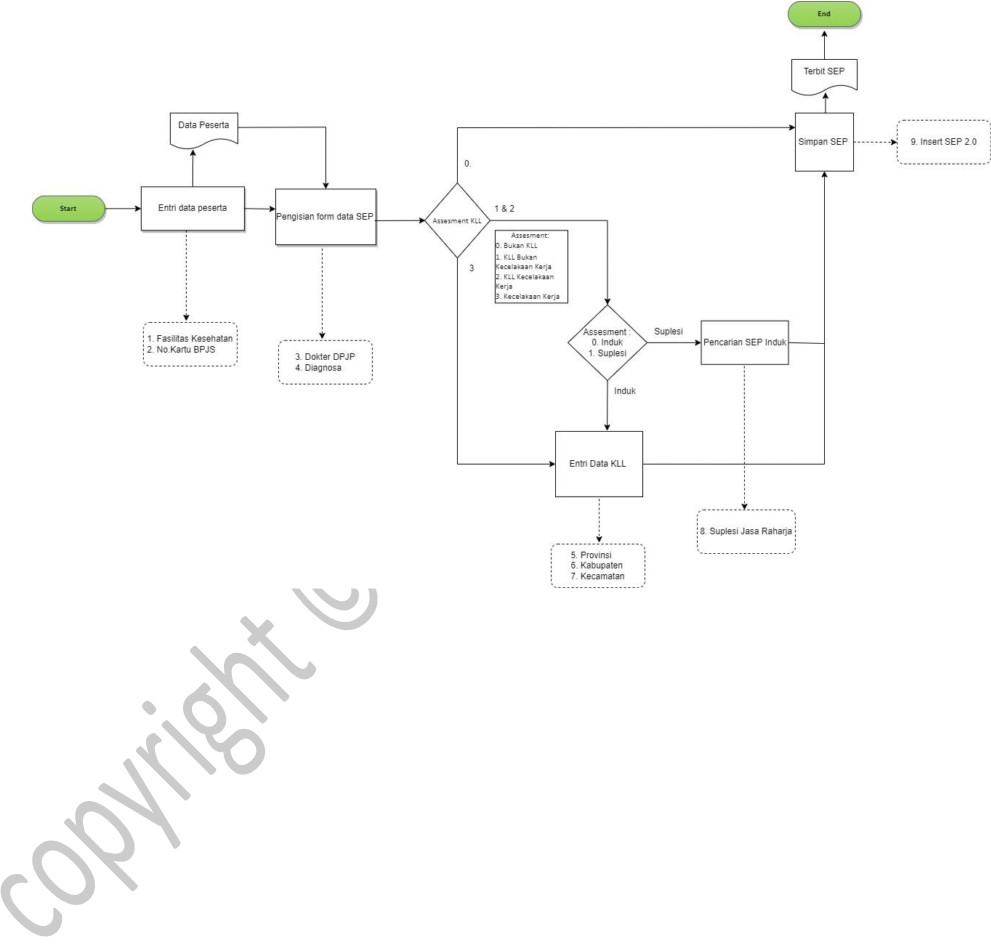 End
Terbit SEP
Data Peserta
Simpan SEP
9. Insert SEP 2.0
0.
Start
Entri data peserta
Pengisian form data SEP
Assesment KLL
1 & 2
Assesment:
0. Bukan KLL
1. KLL Bukan
Kecelakaan Kerja
2. KLL Kecelakaan
Kerja
3. Kecelakaan Kerja
3
1. Fasilitas Kesehatan
2. No.Kartu BPJS
3. Dokter DPJP
4. Diagnosa
Assesment :
0. Induk
1. Suplesi
Suplesi
Pencarian SEP Induk
Induk
Entri Data KLL
8. Suplesi Jasa Raharja
5. Provinsi
6. Kabupaten
7. Kecamatan
copyright ©